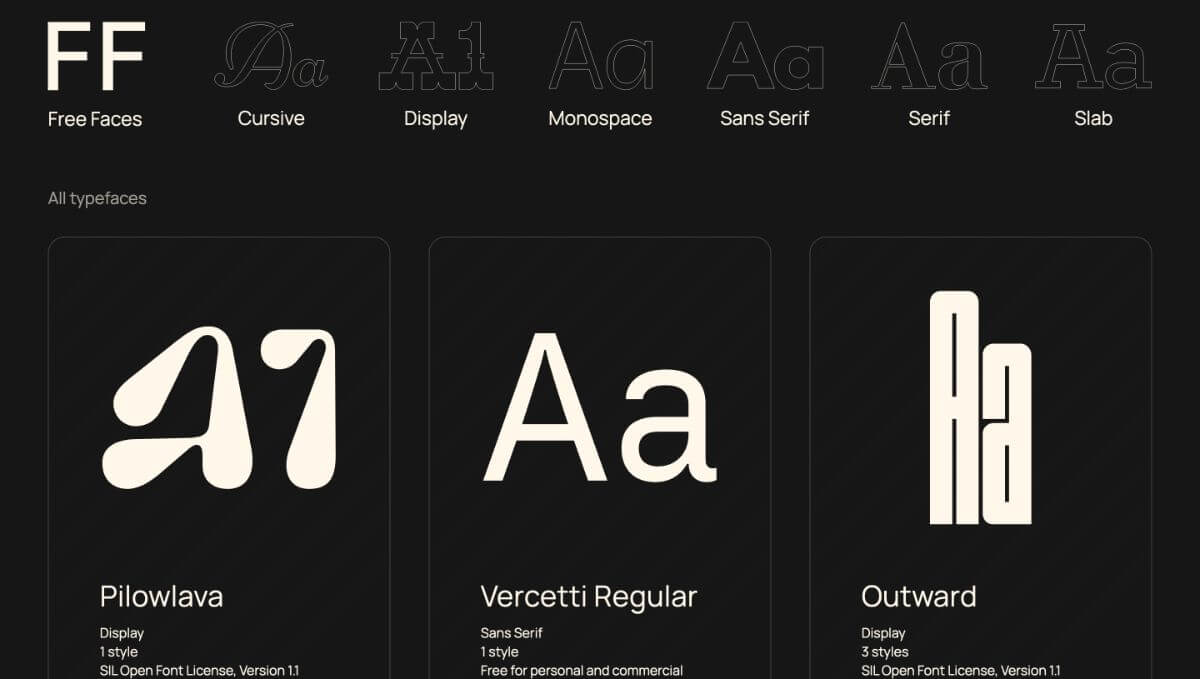 FF Aa A1 Aa Aa Aa Aa
Free Faces Cursive Display Monospace Sans Serif Serif Slab
All typefaces
A1 Aa Aa
Pilowlava Vercetti Regular Outward
Display Sans Serif Display
1 style 1 style 3 styles
SIL Open Font License, Version 1.1 Free for personal and commercial SIL Open Font License, Version 1.1